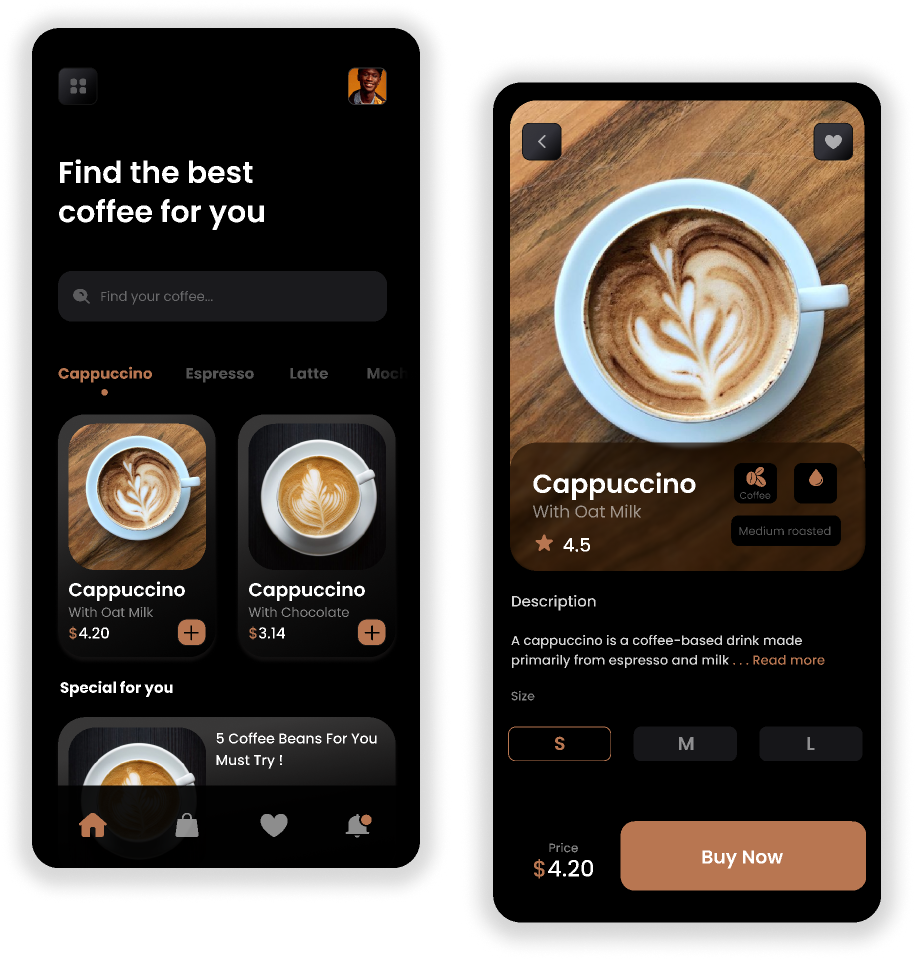 Find the best
coffee for you
Find your coffee...
Cappuccino Espresso Latte Moch
Cappuccino
With Oat Milk
$4.20
Cappuccino
With Chocolate
$3.14
Special for you
5 Coffee Beans For You
Must Try !
Cappuccino
With Oat Milk
4.5
Coffee
Medium roasted
Description
A cappuccino is a coffee-based drink made
primarily from espresso and milk . . . Read more
Size
S M L
Price
$4.20
Buy Now